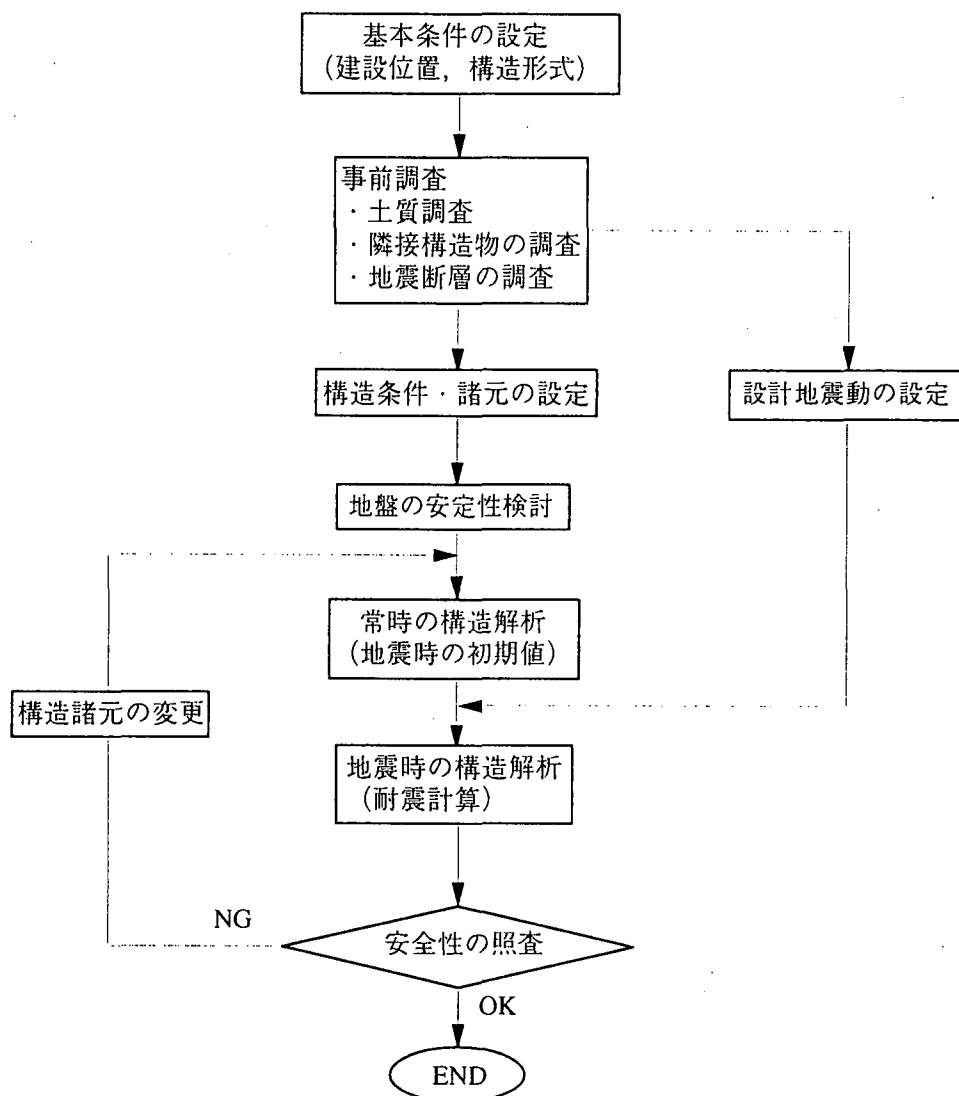 基本条件の設定
(建設位置，構造形式)
事前調査
・土質調査
・隣接構造物の調査
・地震断層の調査
構造条件・諸元の設定
設計地震動の設定
地盤の安定性検討
常時の構造解析
(地震時の初期値)
構造諸元の変更
地震時の構造解析
(耐震計算)
NG
安全性の照査
OK
END